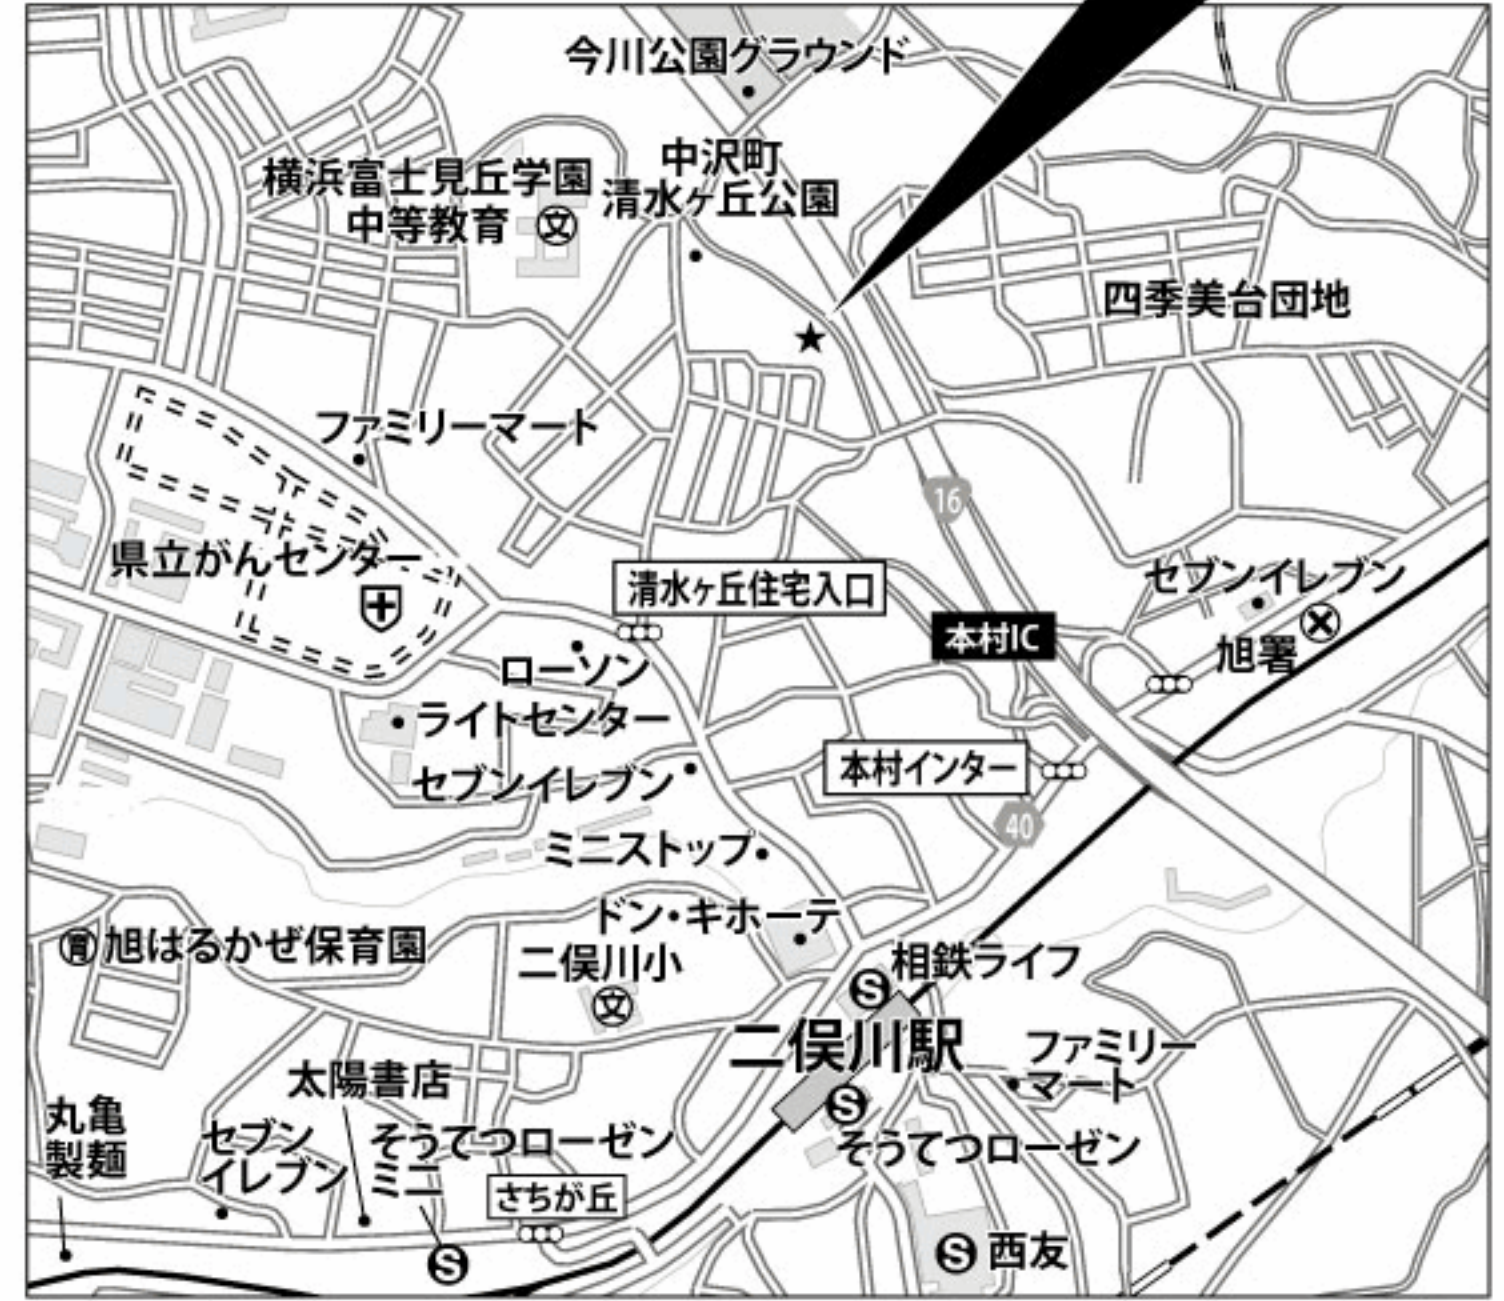 今川公園グラウンド
中沢町
清水ヶ丘公園
横浜富士見丘学園
中等教育
文
四季美台団地
ファミリーマート
16
県立がんセンター
清水ヶ丘住宅入口
セブンイレブン
本村IC
旭署
ローソン
ライトセンター
セブンイレブン
本村インター
40
ミニストップ
ドン・キホーテ
二俣川小
文
育
旭はるかぜ保育園
相鉄ライフ
S
二俣川駅
ファミリー
マート
太陽書店
S
丸亀
製麺
セブン
イレブン
そうてつローゼン
ミニ
そうてつローゼン
さちが丘
S
S
西友